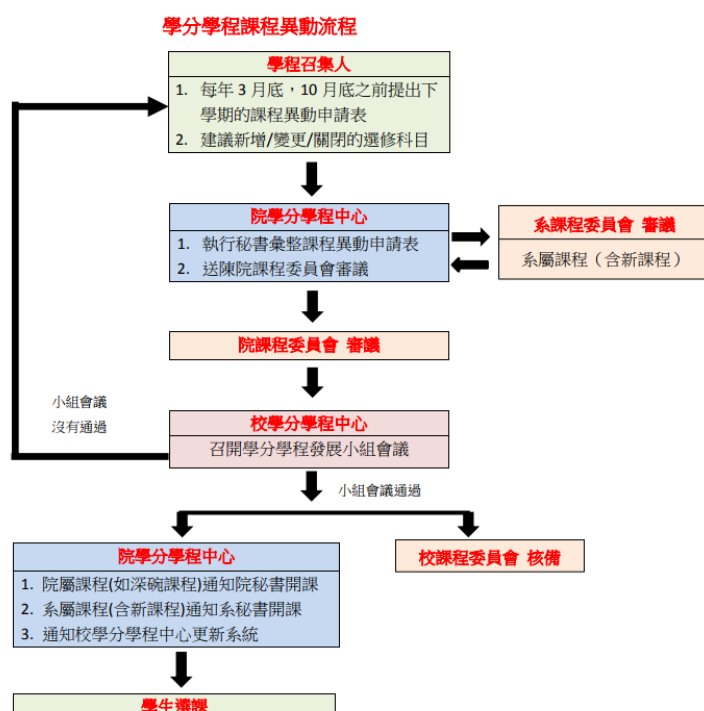 學分學程課程異動流程
學程召集人
1. 每年 3 月底，10 月底之前提出下
學期的課程異動申請表
2. 建議新增/變更/關閉的選修科目
院學分學程中心
1. 執行秘書彙整課程異動申請表
2. 送陳院課程委員會審議
系課程委員會 審議
系屬課程（含新課程）
院課程委員會 審議
小組會議
沒有通過
校學分學程中心
召開學分學程發展小組會議
小組會議通過
院學分學程中心
1. 院屬課程(如深碗課程)通知院秘書開課
2. 系屬課程(含新課程)通知系秘書開課
3. 通知校學分學程中心更新系統
校課程委員會 核備
學生選課